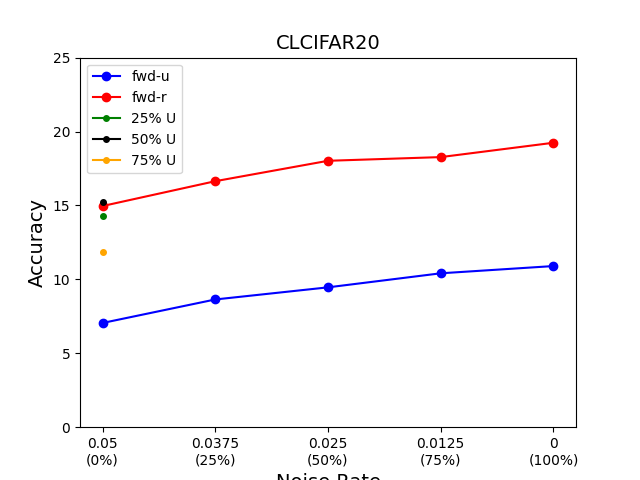 CLCIFAR20
25
20
15
10
5
0
Accuracy
fwd-u
fwd-r
25% U
50% U
75% U
0.05 0.0375 0.025 0.0125 0
(0%) (25%) (50%) (75%) (100%)
Noise Rate